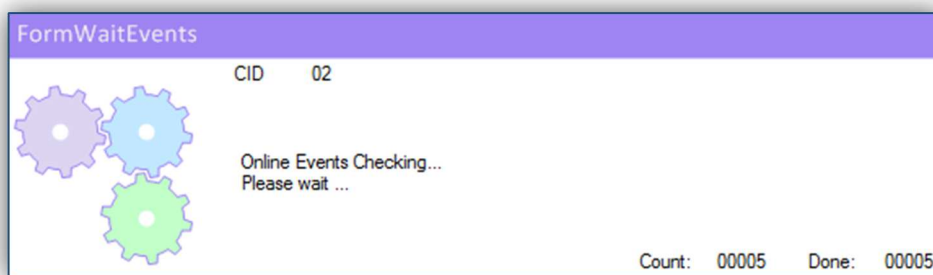 FormWaitEvents
CID 02
Online Events Checking...
Please wait ...
Count: 00005 Done: 00005